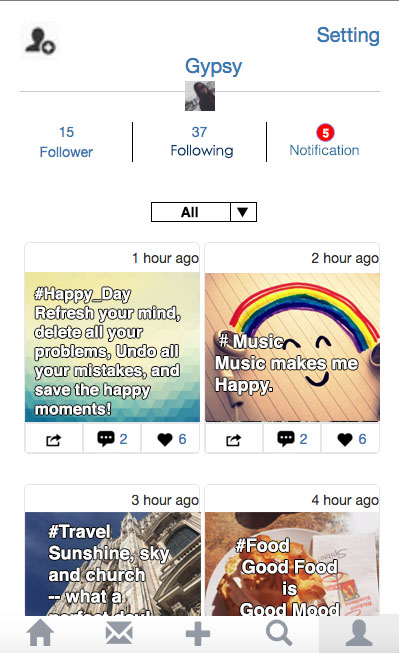 Setting
Gypsy
15
37
5
Follower
Following
Notification
All
1 hour ago
#Happy_Day
Refresh your mind,
delete all your
problems, Undo all
your mistakes, and
save the happy
moments!
2
6
2 hour ago
# Music
Music makes me
Happy.
2
6
3 hour ago
#Travel
Sunshine, sky
and church
-- what a
perfect day!
4 hour ago
#Food
Good Food
is
Good Mood